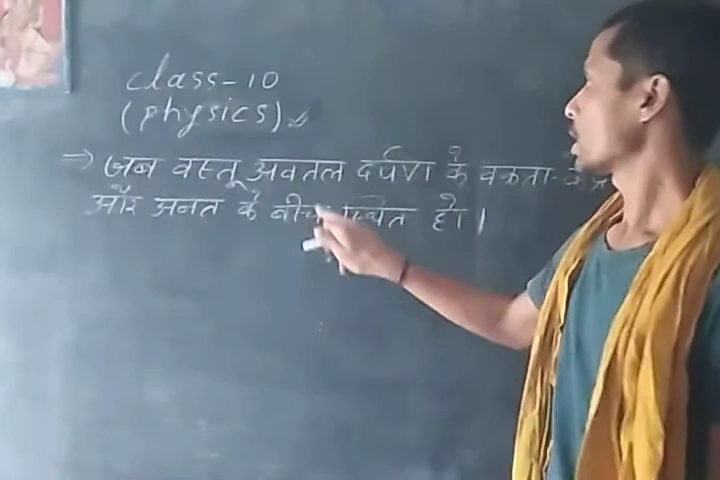 class-10
(physics)
⇒ जब वस्तू अवतल दर्पण के वक्रता-के
और अनत के बीच स्थित हो।